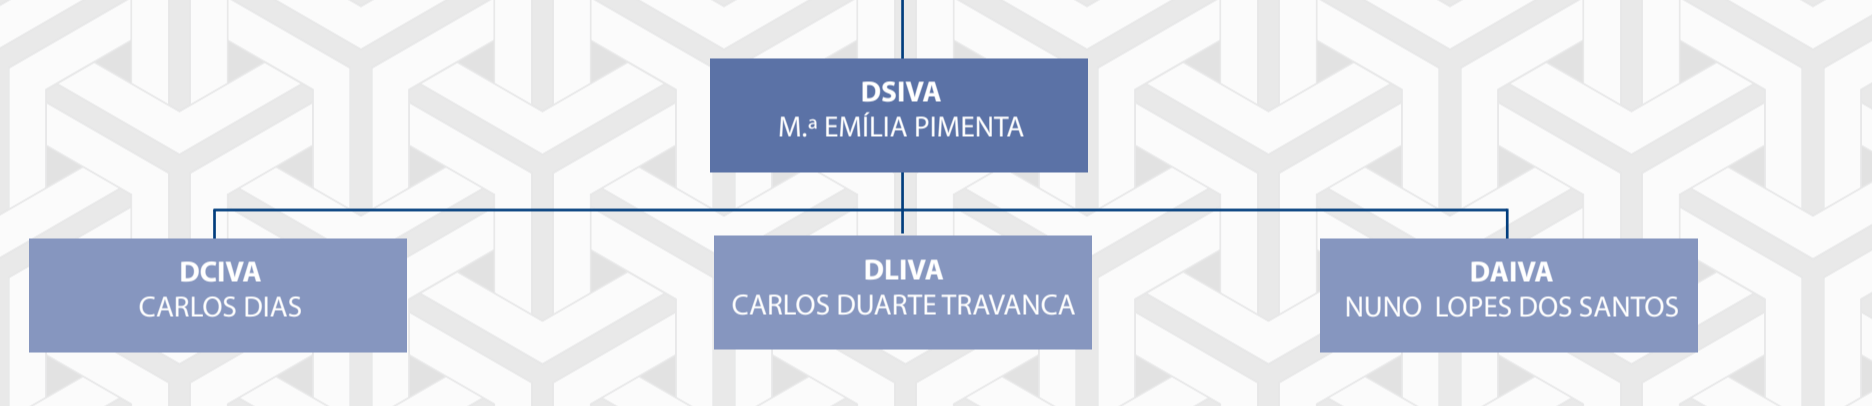 DSIVA
M.ª EMÍLIA PIMENTA
DCIVA
CARLOS DIAS
DLIVA
CARLOS DUARTE TRAVANCA
DAIVA
NUNO LOPES DOS SANTOS